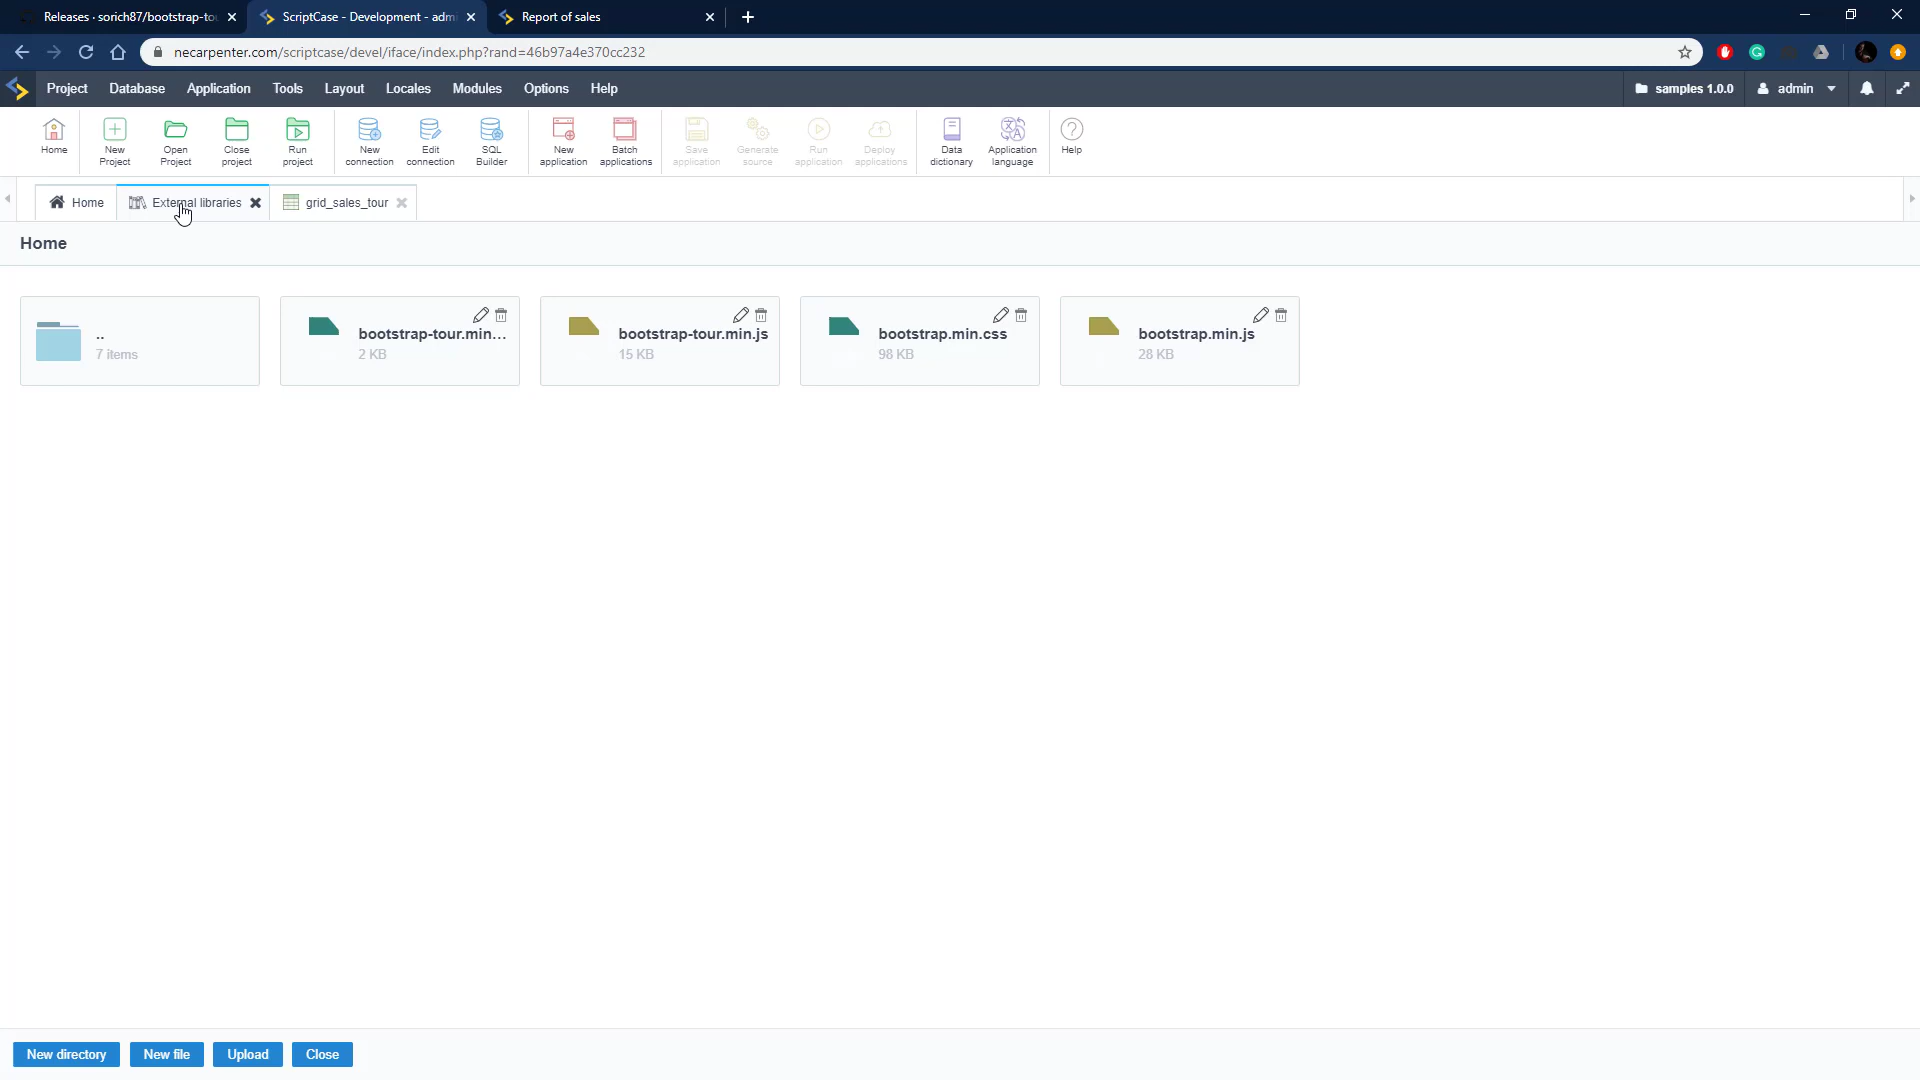 Releases · sorich87/bootstrap-to
ScriptCase - Development - adm
Report of sales
necarpenter.com/scriptcase/devel/iface/index.php?rand=46b97a4e370cc232
Project Database Application Tools Layout Locales Modules Options Help samples 1.0.0 admin
Home
New Project
Open Project
Close project
Run project
New connection
Edit connection
SQL Builder
New application
Batch applications
Save application
Generate source
Run application
Deploy applications
Data dictionary
Application language
Help
Home External libraries grid_sales_tour
Home
..
7 items
bootstrap-tour.min...
2 KB
bootstrap-tour.min.js
15 KB
bootstrap.min.css
98 KB
bootstrap.min.js
28 KB
New directory New file Upload Close